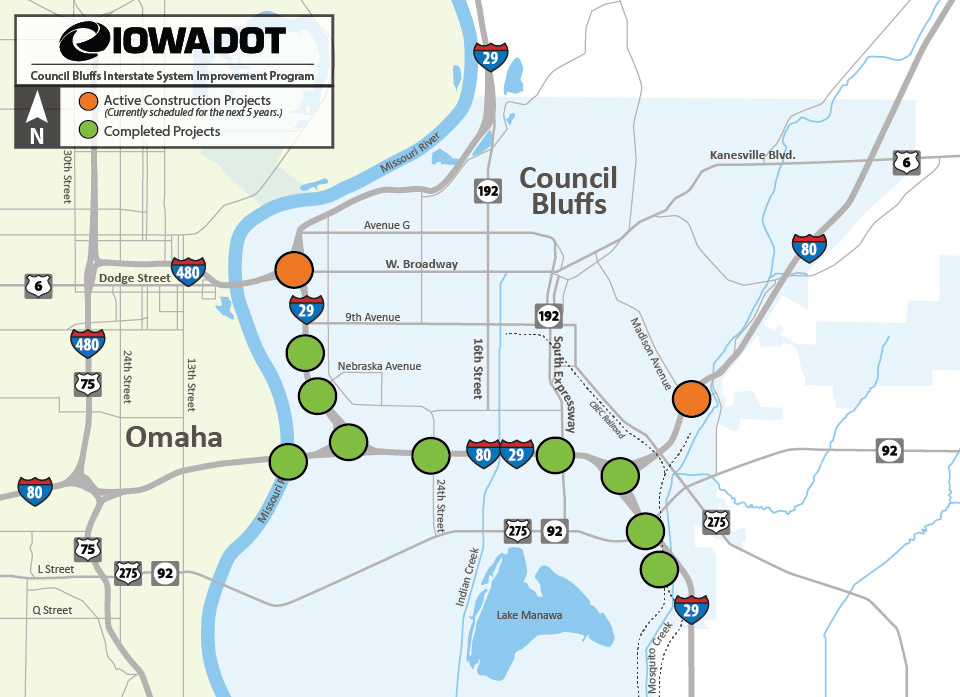 IOWADOT
Council Bluffs Interstate System Improvement Program
N
Active Construction Projects
(Currently scheduled for the next 5 years.)
Completed Projects
29
Missouri River
30th Street
Kanesville Blvd.
6
192
Council
Bluffs
Avenue G
80
W. Broadway
480
Dodge Street
6
29
9th Avenue
192
Madison Avenue
480
75
24th Street
13th Street
16th Street
South Expressway
Nebraska Avenue
CBEC Railroad
Omaha
80
29
92
80
Missouri R
24th Street
275
92
275
75
L Street
275
92
Indian Creek
Q Street
Lake Manawa
29
Mosquito Creek